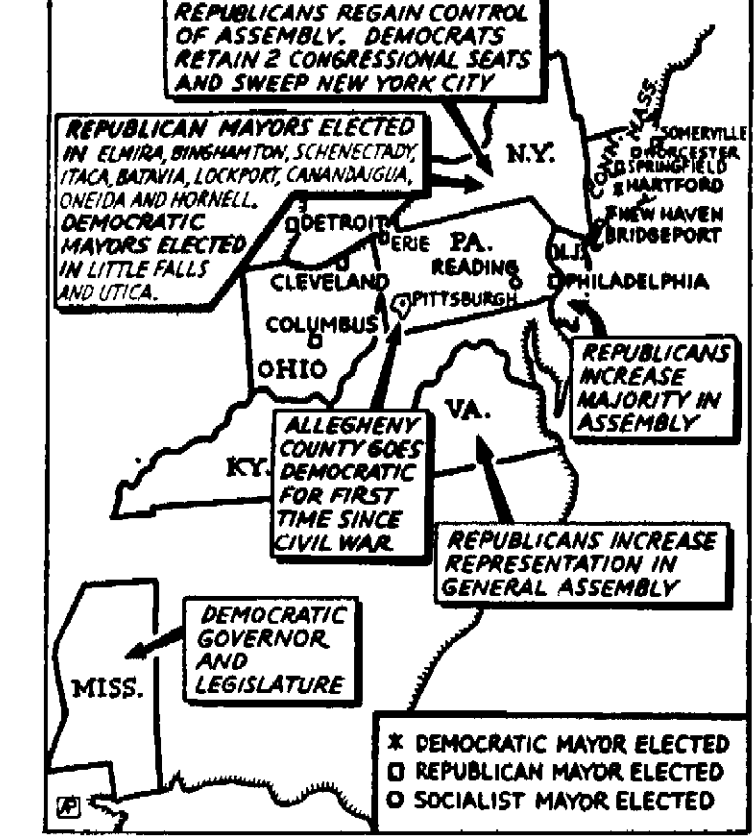 REPUBLICANS REGAIN CONTROL
OF ASSEMBLY. DEMOCRATS
RETAIN 2 CONGRESSIONAL SEATS
AND SWEEP NEW YORK CITY
REPUBLICAN MAYORS ELECTED
IN ELMIRA, BINGHAMTON, SCHENECTADY,
ITACA, BATAVIA, LOCKPORT, CANANDAIGUA,
ONEIDA AND HORNELL.
DEMOCRATIC
MAYORS ELECTED
IN LITTLE FALLS
AND UTICA.
N.Y.
MASS.
CONN.
SOMERVILLE
WORCESTER
SPRINGFIELD
HARTFORD
NEW HAVEN
BRIDGEPORT
DETROIT
ERIE
PA.
N.J.
READING
CLEVELAND
PHILADELPHIA
PITTSBURGH
COLUMBUS
OHIO
REPUBLICANS
INCREASE
MAJORITY IN
ASSEMBLY
VA.
KY.
ALLEGHENY
COUNTY GOES
DEMOCRATIC
FOR FIRST
TIME SINCE
CIVIL WAR
REPUBLICANS INCREASE
REPRESENTATION IN
GENERAL ASSEMBLY
DEMOCRATIC
GOVERNOR
AND
LEGISLATURE
MISS.
* DEMOCRATIC MAYOR ELECTED
□ REPUBLICAN MAYOR ELECTED
○ SOCIALIST MAYOR ELECTED
AP